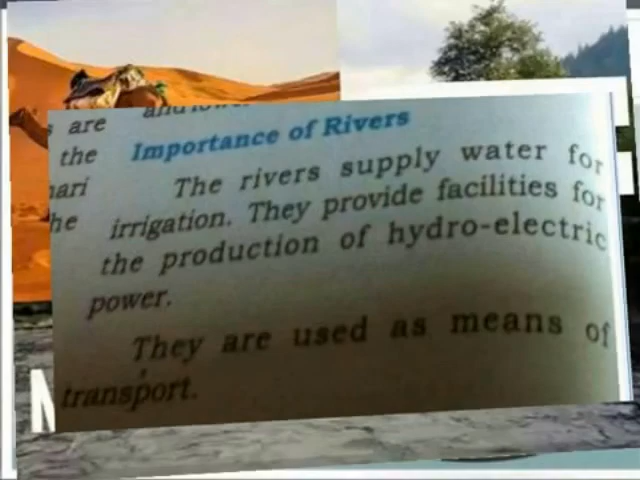 are
the
he
Importance of Rivers
The rivers supply water for
irrigation. They provide facilities for
the production of hydro-electric
power.
They are used as means of
transport.
N